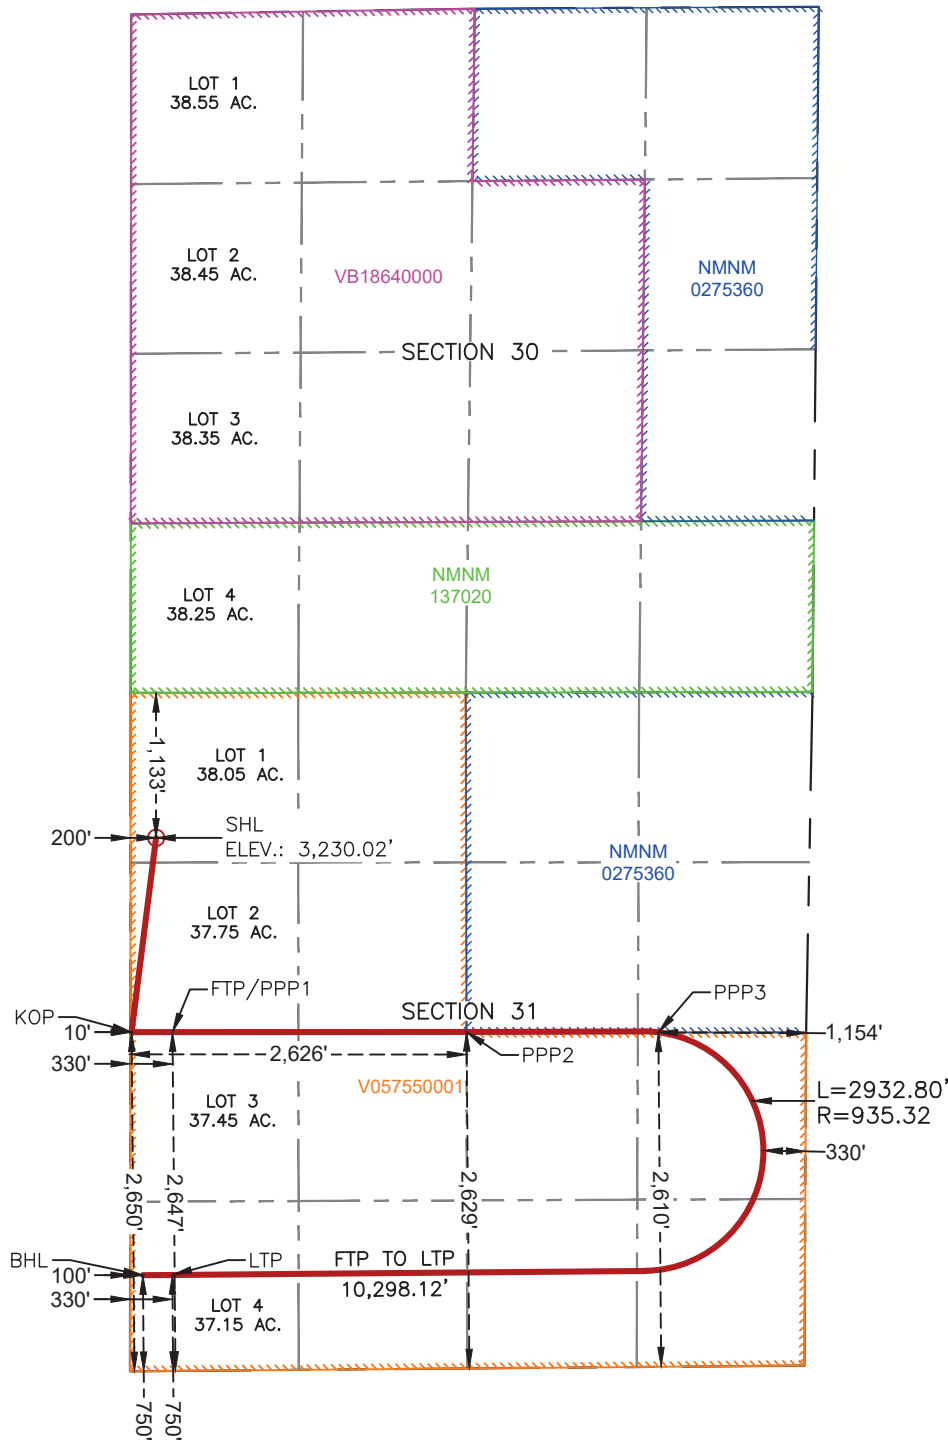 LOT 1
38.55 AC.
LOT 2
38.45 AC.
VB18640000
NMNM
0275360
SECTION 30
LOT 3
38.35 AC.
NMNM
137020
LOT 4
38.25 AC.
1,133'
LOT 1
38.05 AC.
200'
SHL
ELEV.: 3,230.02'
NMNM
0275360
LOT 2
37.75 AC.
FTP/PPP1
PPP3
KOP
10'
SECTION 31
1,154'
330'
2,626'
PPP2
V057550001
L=2932.80'
R=935.32
LOT 3
37.45 AC.
330'
2,650'
2,647'
2,629'
2,610'
BHL
100'
LTP
FTP TO LTP
10,298.12'
330'
LOT 4
37.15 AC.
750'
750'